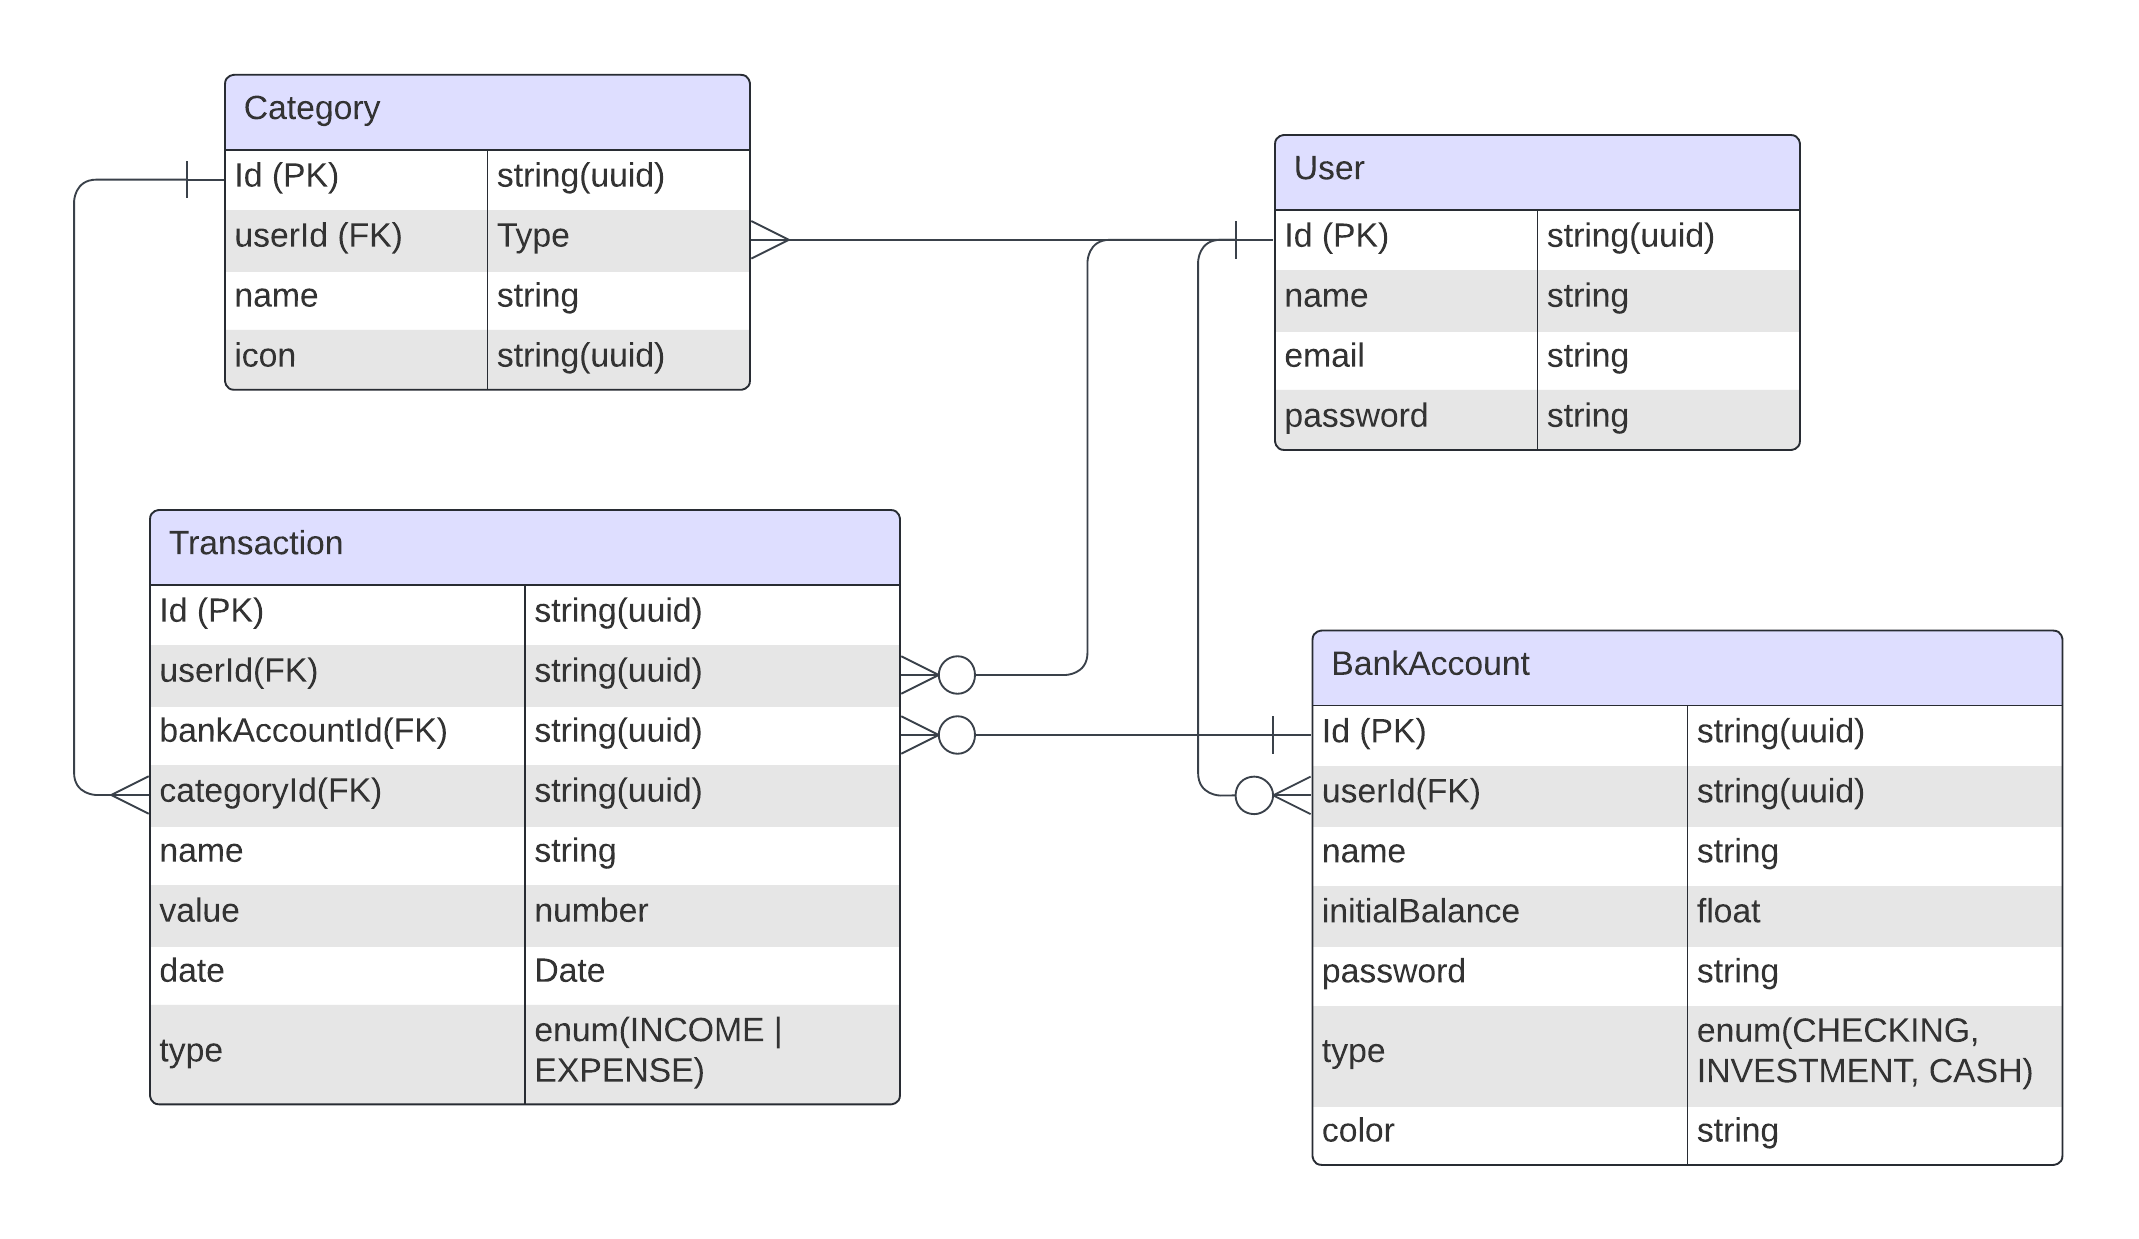 Category
Id (PK) string(uuid)
userId (FK) Type
name string
icon string(uuid)
User
Id (PK) string(uuid)
name string
email string
password string
Transaction
Id (PK) string(uuid)
userId(FK) string(uuid)
bankAccountId(FK) string(uuid)
categoryId(FK) string(uuid)
name string
value number
date Date
type enum(INCOME |
EXPENSE)
BankAccount
Id (PK) string(uuid)
userId(FK) string(uuid)
name string
initialBalance float
password string
type enum(CHECKING,
INVESTMENT, CASH)
color string